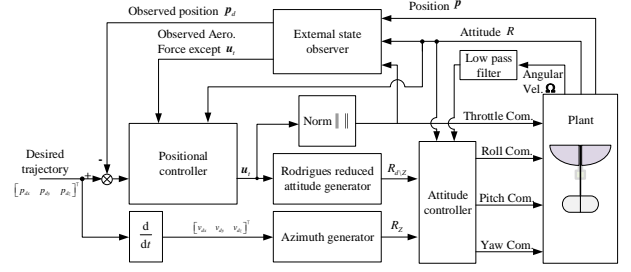 Observed position p_d
Position p
Observed Aero.
Force except u_t
External state
observer
Attitude R
Low pass
filter
Angular
Vel. Ω
Norm ‖ ‖
Throttle Com.
Plant
Desired
trajectory
[p_dx p_dy p_dz]^T
-
+
Positional
controller
u_t
Rodrigues reduced
attitude generator
R_d\Z
Attitude
controller
Roll Com.
Pitch Com.
Yaw Com.
d
dt
[v_dx v_dy v_dz]^T
Azimuth generator
R_Z